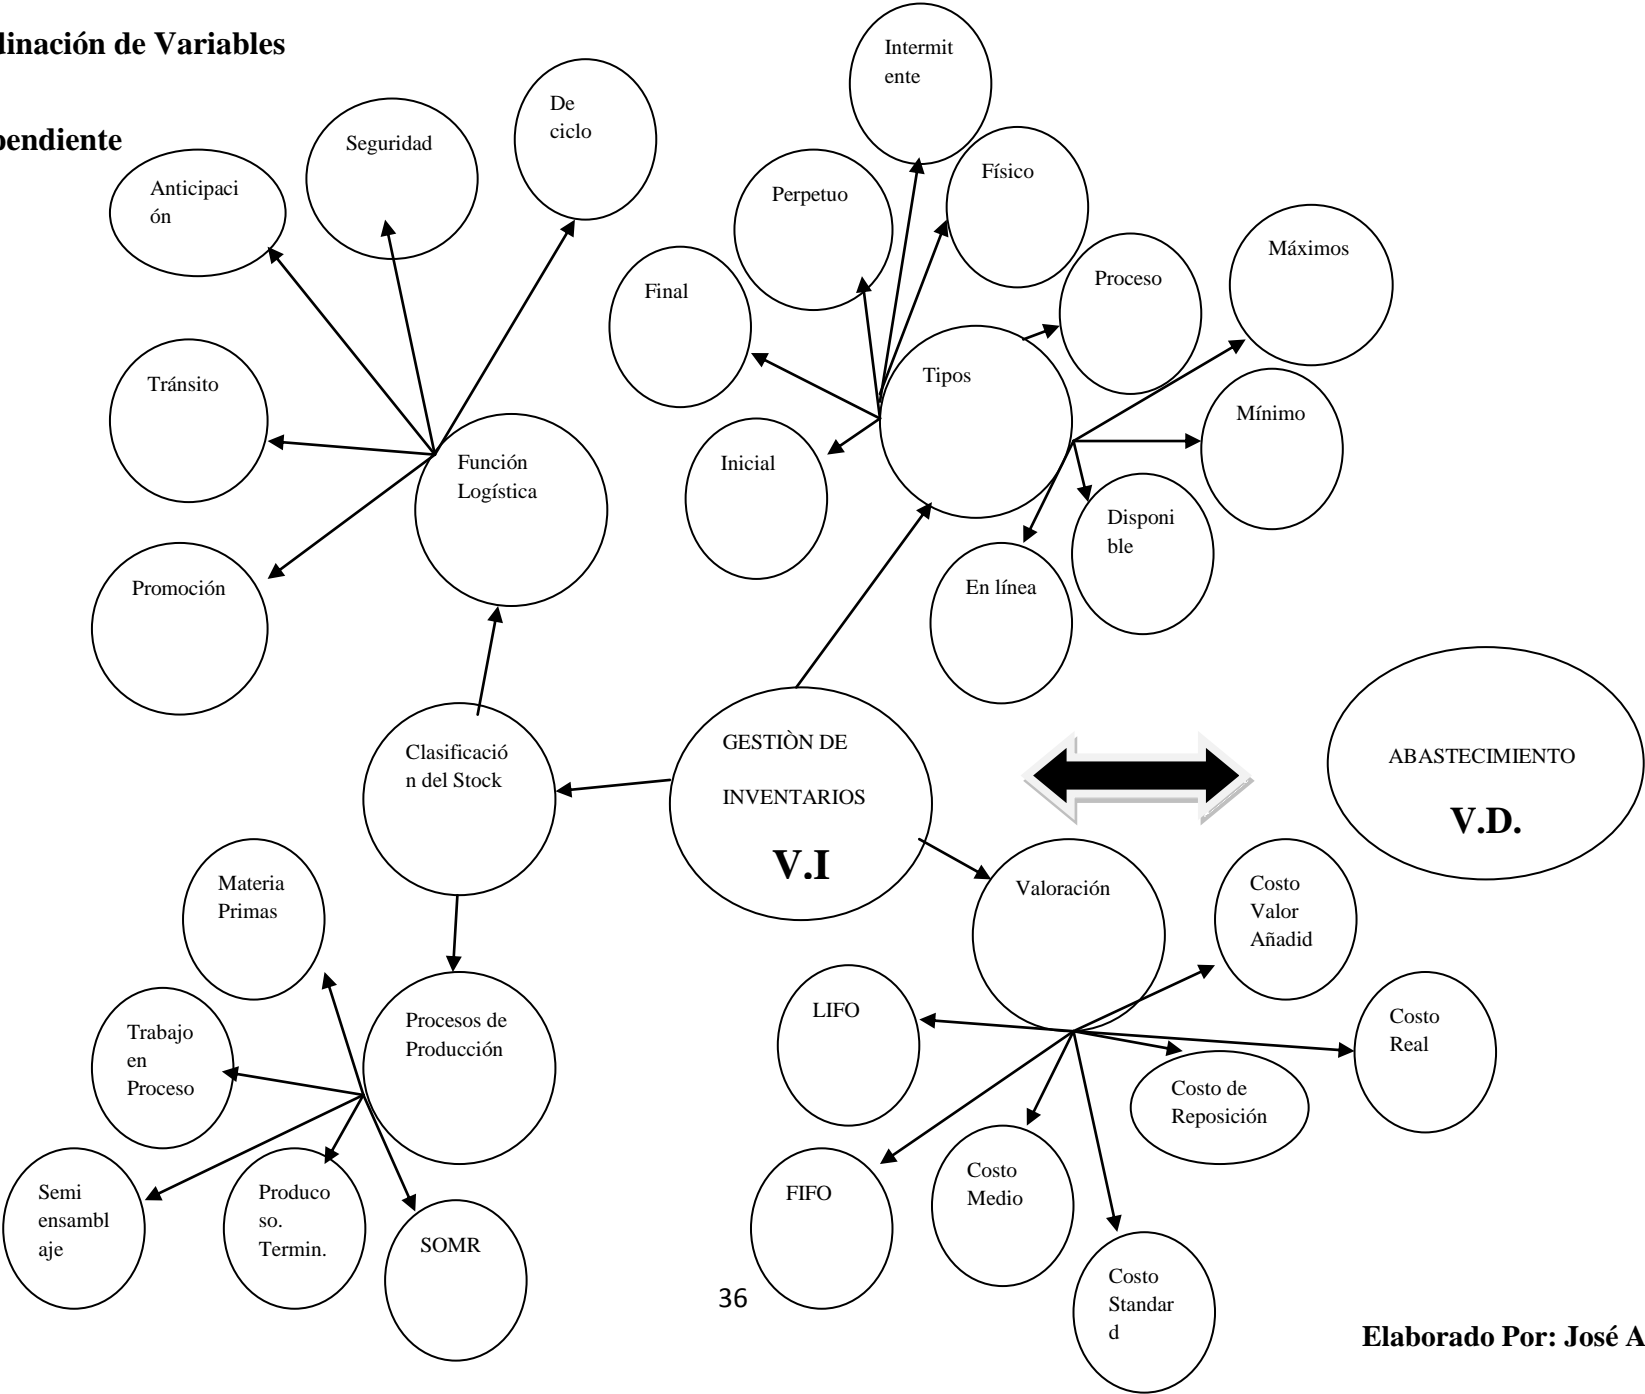 dinación de Variables
pendiente
Intermit
ente
De
ciclo
Seguridad
Anticipaci
ón
Físico
Perpetuo
Máximos
Proceso
Final
Tipos
Tránsito
Mínimo
Función
Logística
Inicial
Disponi
ble
En línea
Promoción
GESTIÒN DE
INVENTARIOS
V.I
Clasificació
n del Stock
ABASTECIMIENTO
V.D.
Materia
Primas
Valoración
Costo
Valor
Añadid
LIFO
Costo
Real
Procesos de
Producción
Trabajo
en
Proceso
Costo de
Reposición
Costo
Medio
FIFO
Semi
ensambl
aje
Produco
so.
Termin.
SOMR
Costo
Standar
d
36
Elaborado Por: José A